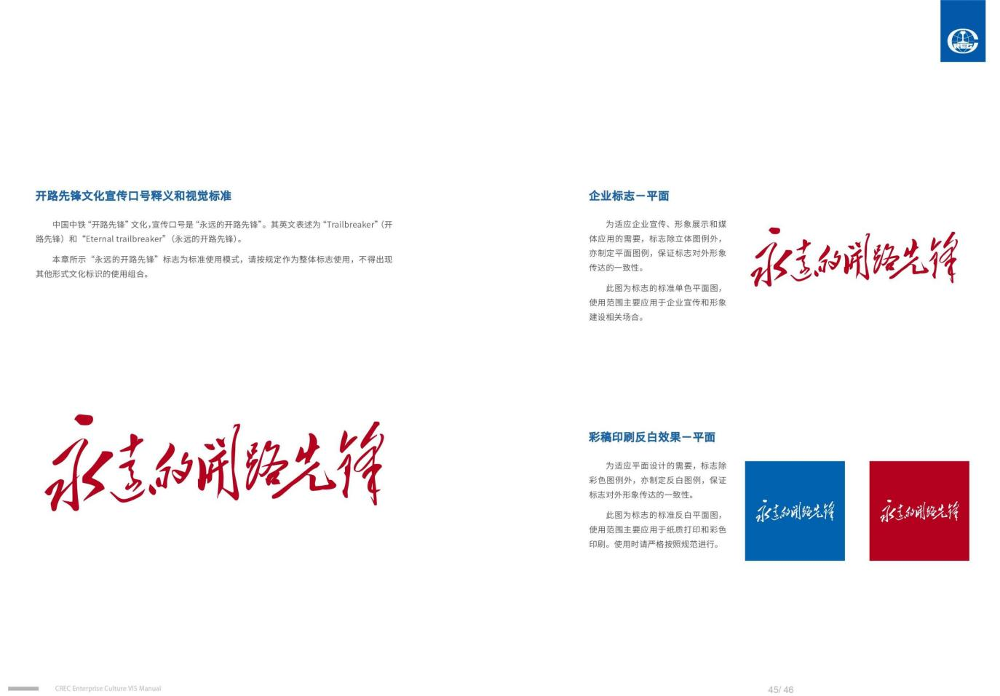 CREC
开路先锋文化宣传口号释义和视觉标准
中国中铁“开路先锋”文化,宣传口号是“永远的开路先锋”。其英文表述为“Trailbreaker”(开
路先锋)和“Eternal trailbreaker”(永远的开路先锋)。
本章所示“永远的开路先锋”标志为标准使用模式,请按规定作为整体标志使用,不得出现
其他形式文化标识的使用组合。
永远的開路先锋
企业标志－平面
为适应企业宣传、形象展示和媒
体应用的需要,标志除立体图例外,
亦制定平面图例,保证标志对外形象
传达的一致性。
此图为标志的标准单色平面图,
使用范围主要应用于企业宣传和形象
建设相关场合。
永远的開路先锋
彩稿印刷反白效果－平面
为适应平面设计的需要,标志除
彩色图例外,亦制定反白图例,保证
标志对外形象传达的一致性。
此图为标志的标准反白平面图,
使用范围主要应用于纸质打印和彩色
印刷。使用时请严格按照规范进行。
永远的開路先锋
永远的開路先锋
CREC Enterprise Culture VIS Manual
45/ 46